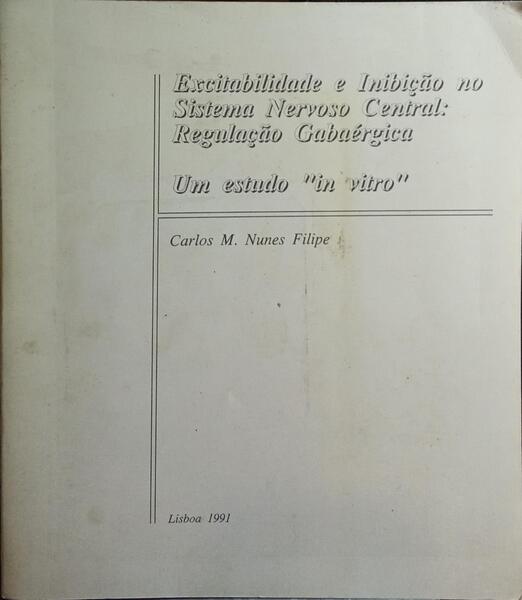 Excitabilidade e Inibição no
Sistema Nervoso Central:
Regulação Gabaérgica
Um estudo "in vitro"
Carlos M. Nunes Filipe
Lisboa 1991